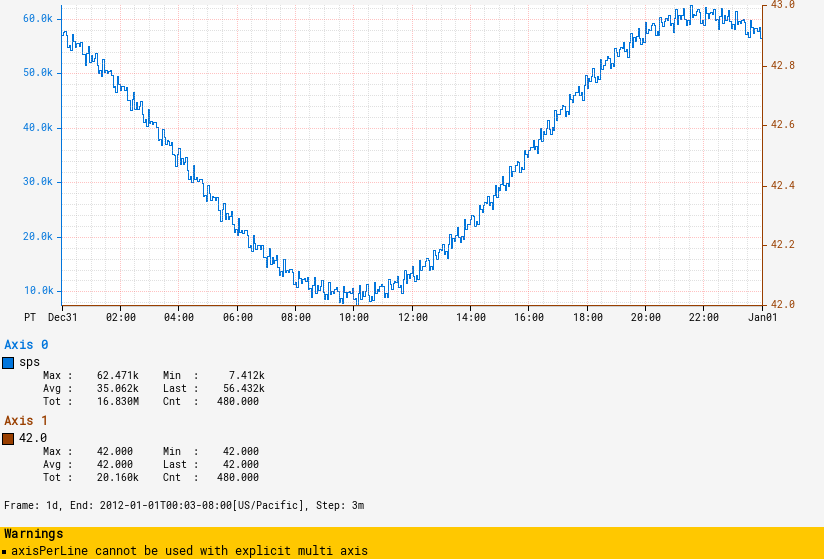 60.0k
50.0k
40.0k
30.0k
20.0k
10.0k
43.0
42.8
42.6
42.4
42.2
42.0
PT Dec31 02:00 04:00 06:00 08:00 10:00 12:00 14:00 16:00 18:00 20:00 22:00 Jan01
Axis 0
sps
Max : 62.471k Min : 7.412k
Avg : 35.062k Last : 56.432k
Tot : 16.830M Cnt : 480.000
Axis 1
42.0
Max : 42.000 Min : 42.000
Avg : 42.000 Last : 42.000
Tot : 20.160k Cnt : 480.000
Frame: 1d, End: 2012-01-01T00:03-08:00[US/Pacific], Step: 3m
Warnings
▪ axisPerLine cannot be used with explicit multi axis